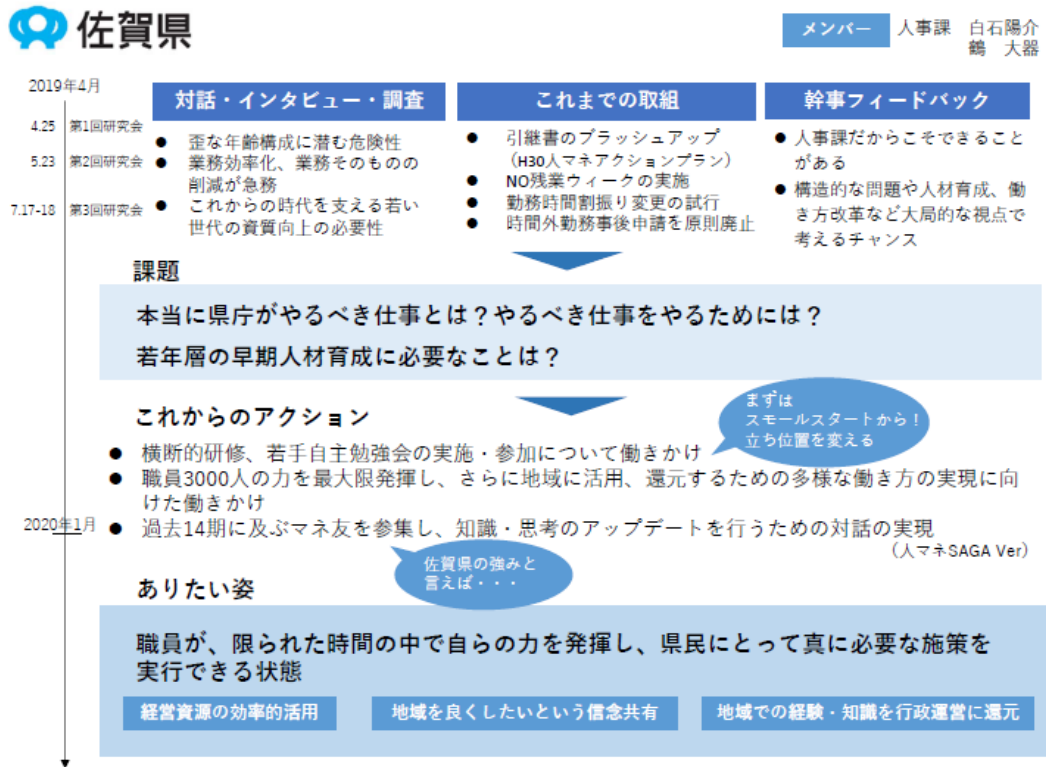 佐賀県
メンバー
人事課 白石陽介
鶴 大器
2019年4月
4.25 第1回研究会
5.23 第2回研究会
7.17-18 第3回研究会
対話・インタビュー・調査
● 歪な年齢構成に潜む危険性
● 業務効率化、業務そのものの
削減が急務
● これからの時代を支える若い
世代の資質向上の必要性
これまでの取組
● 引継書のブラッシュアップ
（H30人マネアクションプラン）
● NO残業ウィークの実施
● 勤務時間割振り変更の試行
● 時間外勤務事後申請を原則廃止
幹事フィードバック
● 人事課だからこそできること
がある
● 構造的な問題や人材育成、働
き方改革など大局的な視点で
考えるチャンス
課題
本当に県庁がやるべき仕事とは？やるべき仕事をやるためには？
若年層の早期人材育成に必要なことは？
これからのアクション
まずは
スモールスタートから！
立ち位置を変える
● 横断的研修、若手自主勉強会の実施・参加について働きかけ
● 職員3000人の力を最大限発揮し、さらに地域に活用、還元するための多様な働き方の実現に向
けた働きかけ
2020年1月
● 過去14期に及ぶマネ友を参集し、知識・思考のアップデートを行うための対話の実現
（人マネSAGA Ver）
佐賀県の強みと
言えば・・・
ありたい姿
職員が、限られた時間の中で自らの力を発揮し、県民にとって真に必要な施策を
実行できる状態
経営資源の効率的活用
地域を良くしたいという信念共有
地域での経験・知識を行政運営に還元